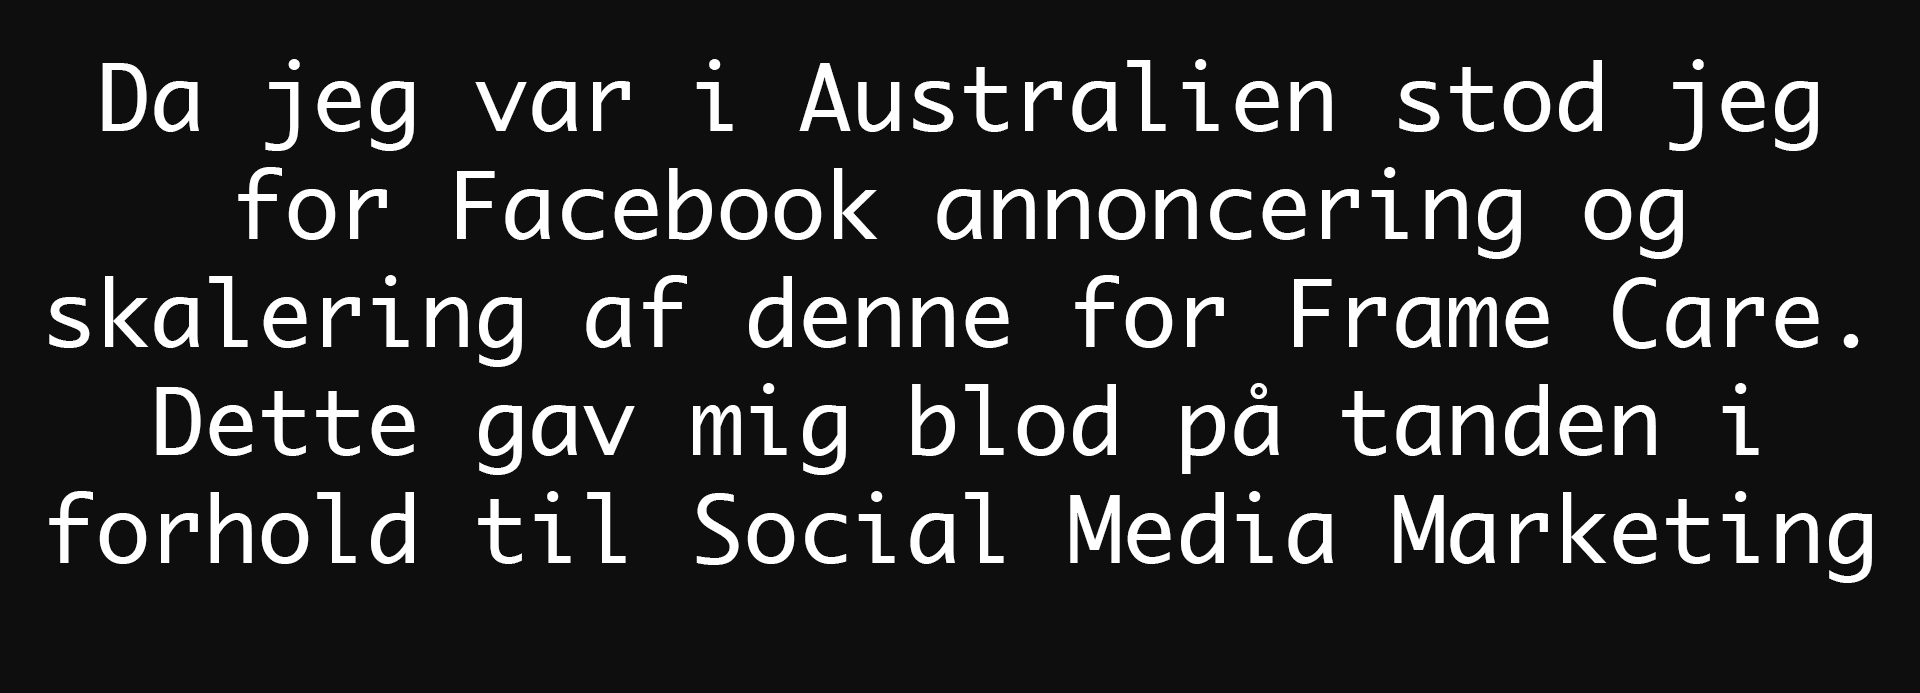 Da jeg var i Australien stod jeg
for Facebook annoncering og
skalering af denne for Frame Care.
Dette gav mig blod på tanden i
forhold til Social Media Marketing